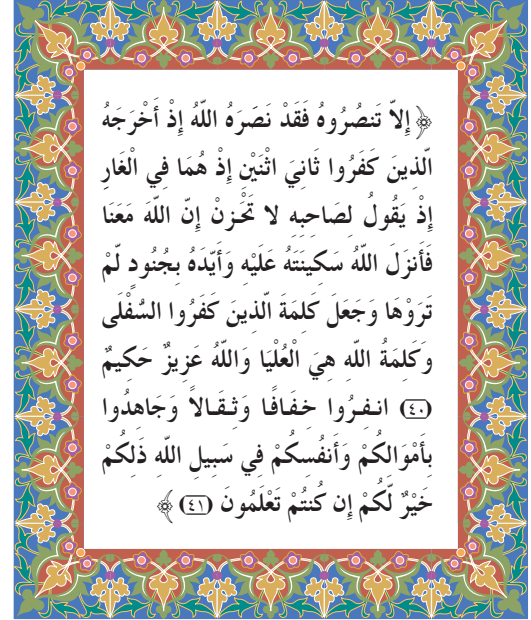 ﴿ إِلاَّ تَنصُرُوهُ فَقَدْ نَصَرَهُ اللَّهُ إِذْ أَخْرَجَهُ
الَّذِينَ كَفَرُوا ثَانِيَ اثْنَيْنِ إِذْ هُمَا فِي الْغَارِ
إِذْ يَقُولُ لِصَاحِبِهِ لا تَحْزَنْ إِنَّ اللَّهَ مَعَنَا
فَأَنزَلَ اللَّهُ سَكِينَتَهُ عَلَيْهِ وَأَيَّدَهُ بِجُنُودٍ لَّمْ
تَرَوْهَا وَجَعَلَ كَلِمَةَ الَّذِينَ كَفَرُوا السُّفْلَى
وَكَلِمَةُ اللَّهِ هِيَ الْعُلْيَا وَاللَّهُ عَزِيزٌ حَكِيمٌ
(٤٠) انفِرُوا خِفَافًا وَثِقَالاً وَجَاهِدُوا
بِأَمْوَالِكُمْ وَأَنفُسِكُمْ فِي سَبِيلِ اللَّهِ ذَلِكُمْ
خَيْرٌ لَّكُمْ إِن كُنتُمْ تَعْلَمُونَ (٤١) ﴾